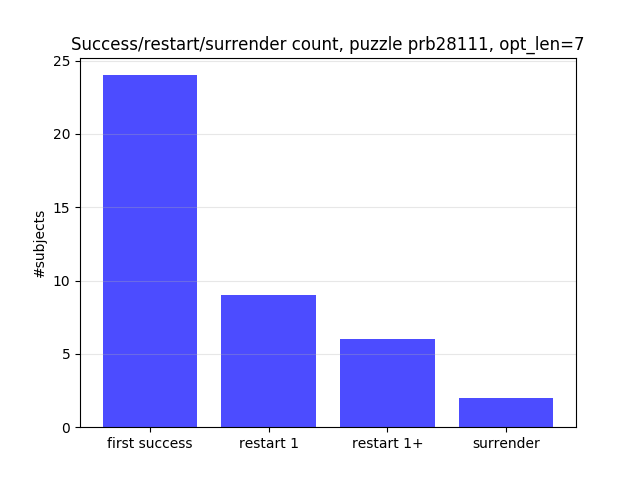 Success/restart/surrender count, puzzle prb28111, opt_len=7
25
20
15
10
5
0
#subjects
first success
restart 1
restart 1+
surrender